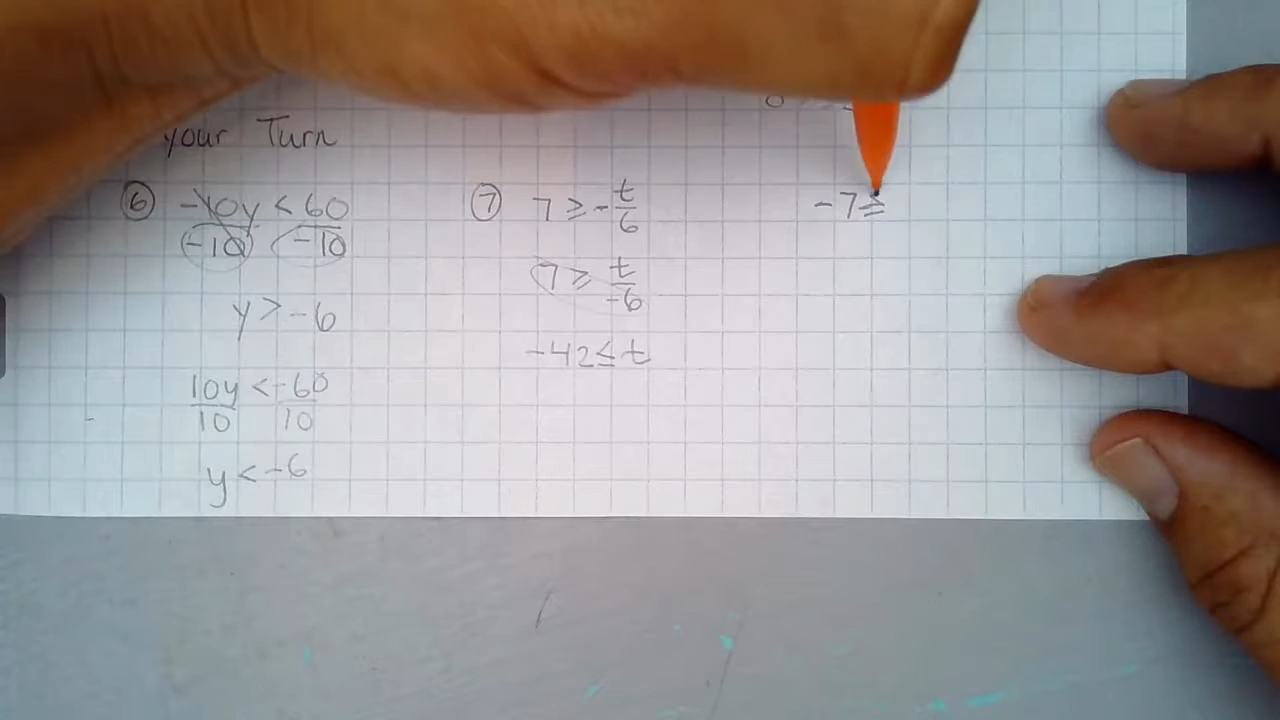 your Turn
⑥ -10y < 60
-10 -10
y > -6
10y < -60
10 10
y < -6
⑦ 7 ≥ -t/6
7 ≥ t/-6
-42 ≤ t
-7 ≥